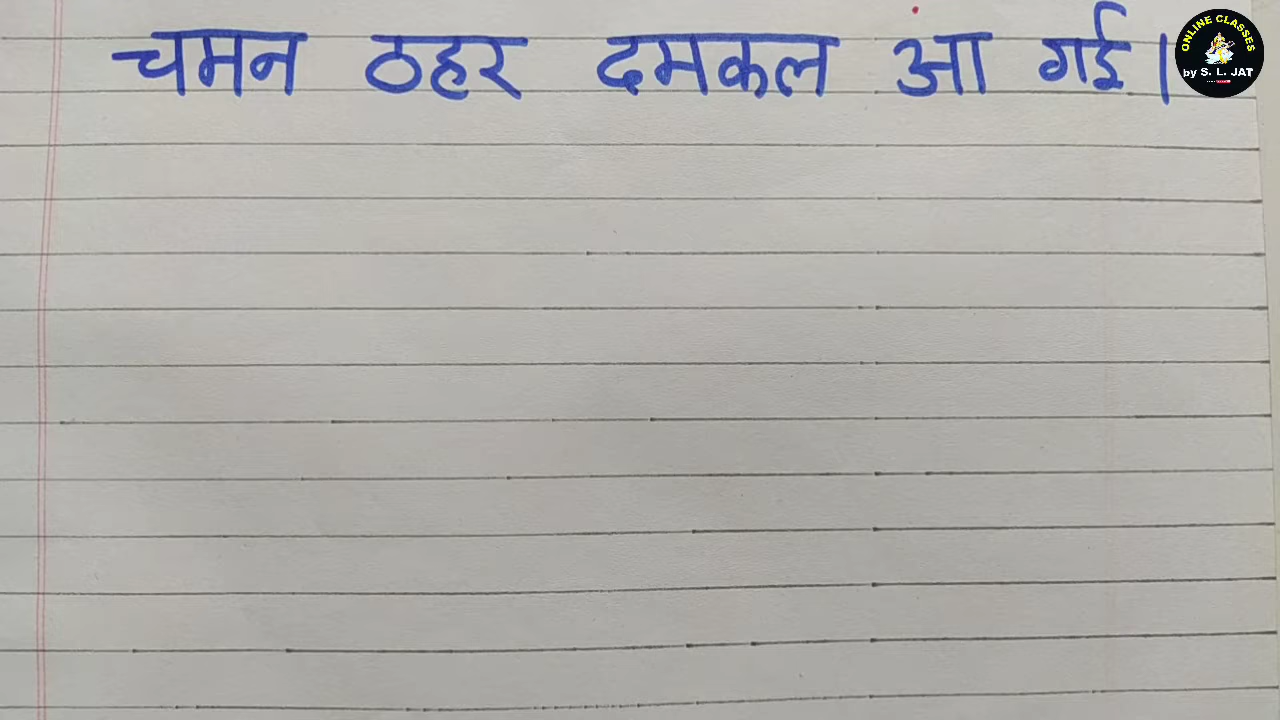 चमन ठहर दमकल आ गई।
ONLINE CLASSES
by S. L. JAT